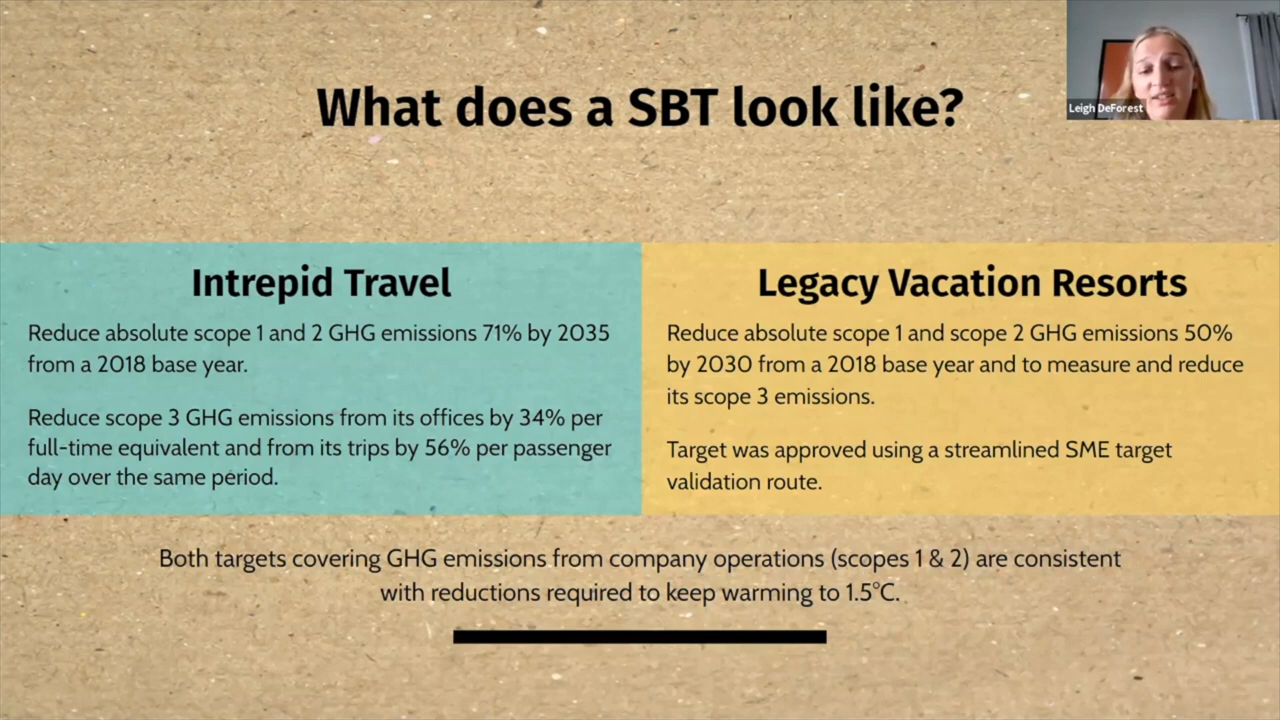 What does a SBT look like?
Leigh DeForest
Intrepid Travel
Reduce absolute scope 1 and 2 GHG emissions 71% by 2035
from a 2018 base year.
Reduce scope 3 GHG emissions from its offices by 34% per
full-time equivalent and from its trips by 56% per passenger
day over the same period.
Legacy Vacation Resorts
Reduce absolute scope 1 and scope 2 GHG emissions 50%
by 2030 from a 2018 base year and to measure and reduce
its scope 3 emissions.
Target was approved using a streamlined SME target
validation route.
Both targets covering GHG emissions from company operations (scopes 1 & 2) are consistent
with reductions required to keep warming to 1.5°C.